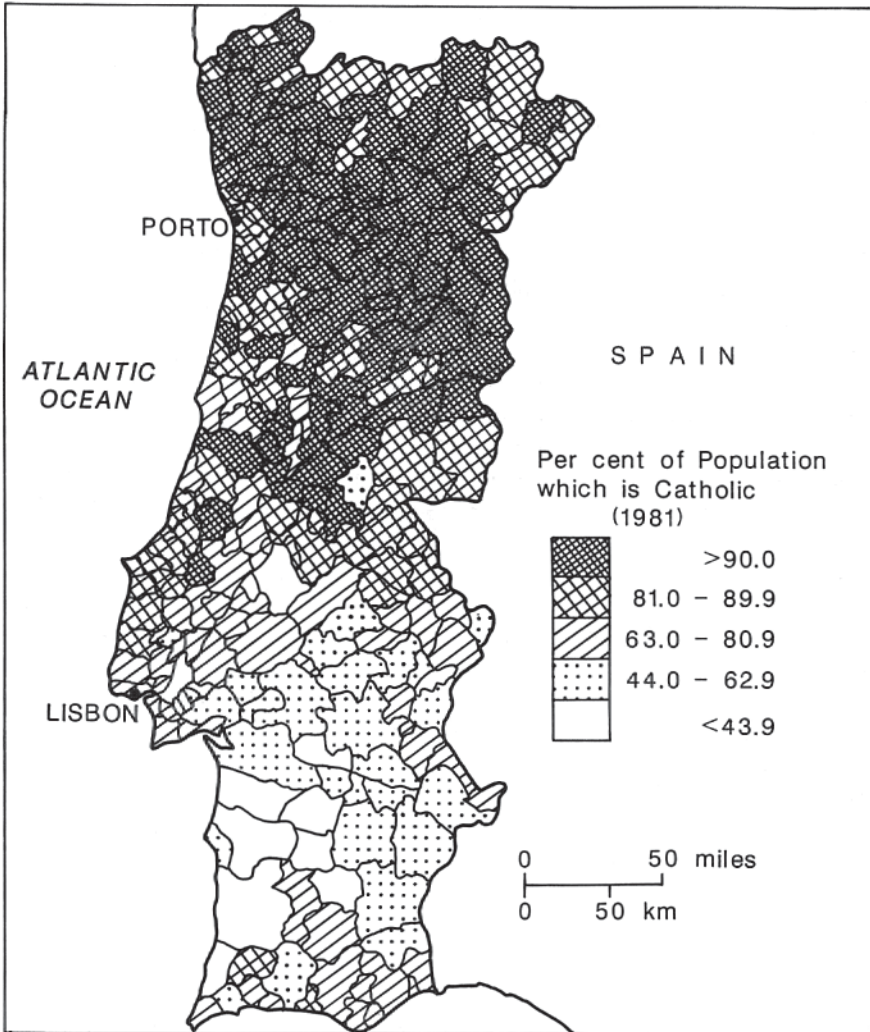 PORTO
ATLANTIC
OCEAN
SPAIN
LISBON
Per cent of Population
which is Catholic
(1981)
>90.0
81.0 – 89.9
63.0 – 80.9
44.0 – 62.9
<43.9
0 50 miles
0 50 km